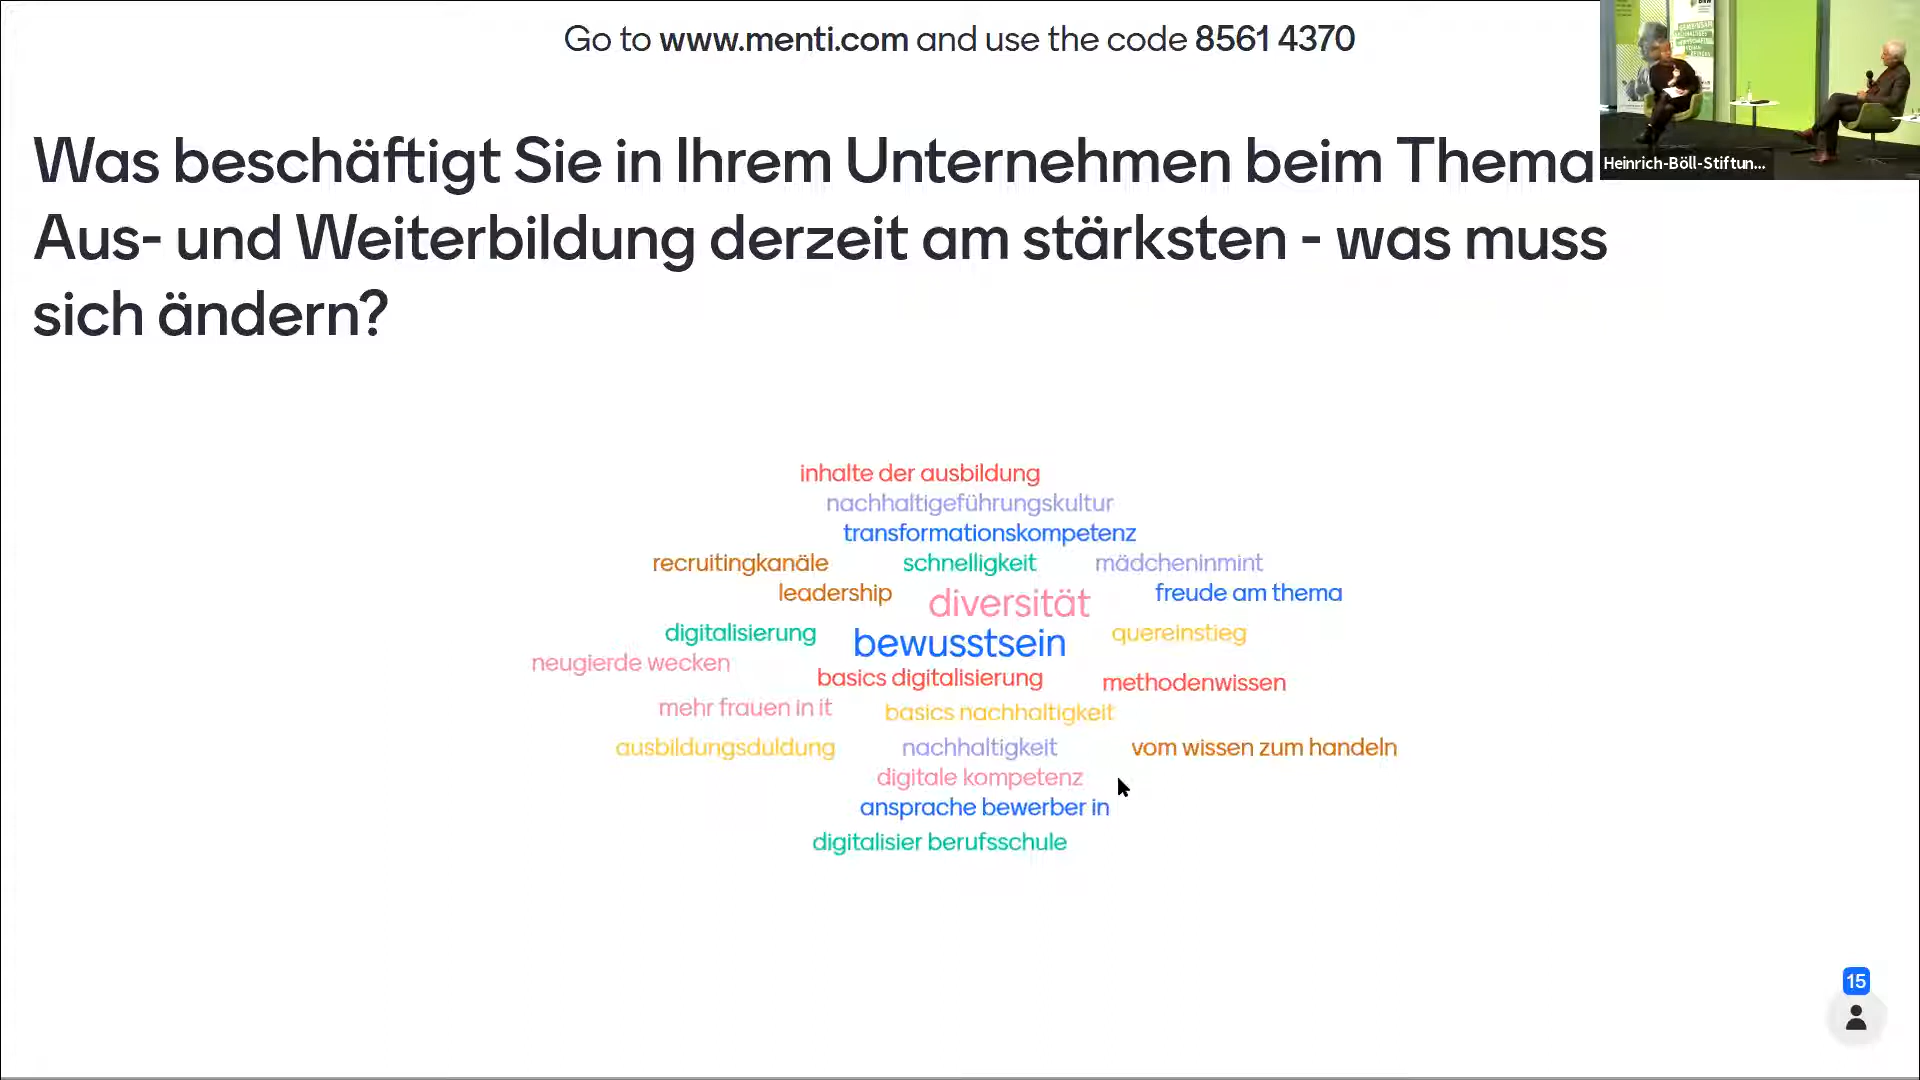 Go to www.menti.com and use the code 8561 4370
Was beschäftigt Sie in Ihrem Unternehmen beim Thema
Aus- und Weiterbildung derzeit am stärksten - was muss
sich ändern?
Heinrich-Böll-Stiftun...
inhalte der ausbildung
nachhaltigeführungskultur
transformationskompetenz
recruitingkanäle schnelligkeit mädcheninmint
leadership diversität freude am thema
digitalisierung bewusstsein quereinstieg
neugierde wecken
basics digitalisierung methodenwissen
mehr frauen in it basics nachhaltigkeit
ausbildungsduldung nachhaltigkeit vom wissen zum handeln
digitale kompetenz
ansprache bewerber in
digitalisier berufsschule
15